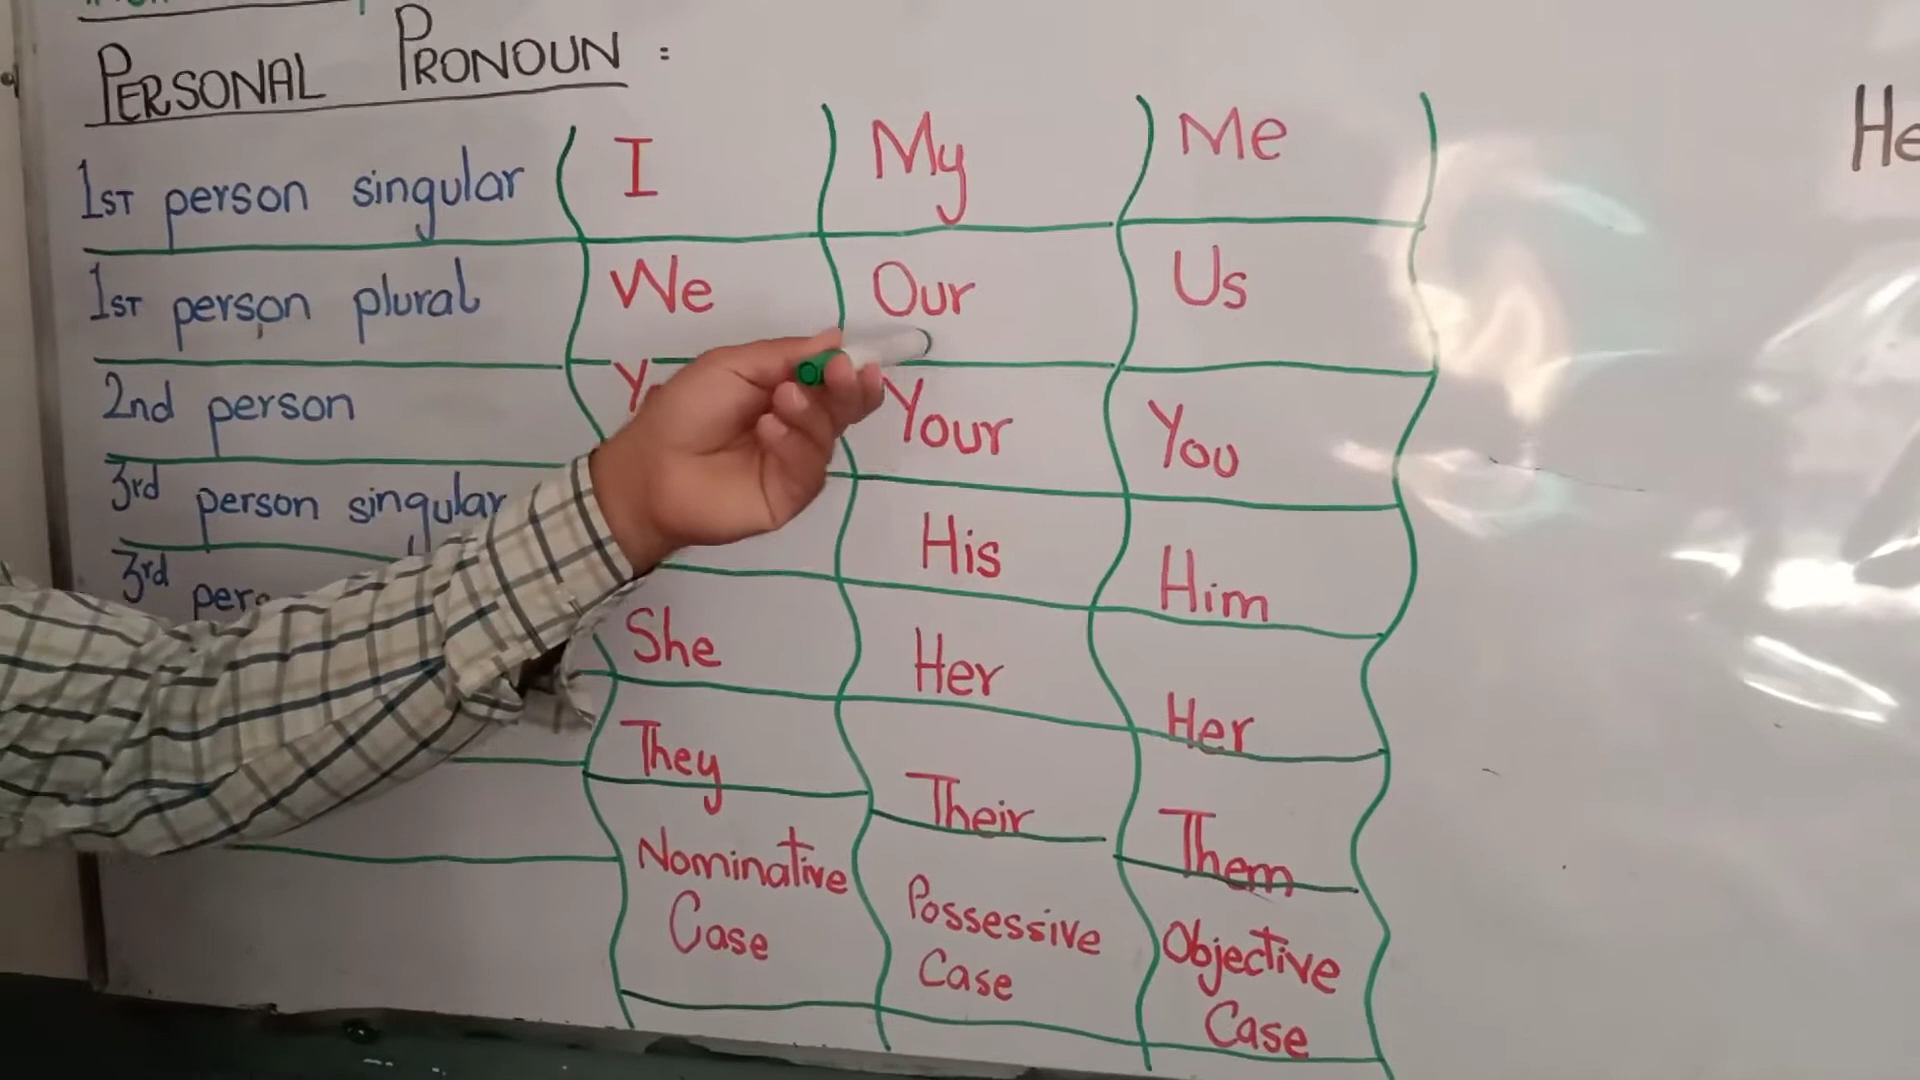 PERSONAL PRONOUN :
1ST person singular I My Me
1ST person plural We Our Us
2nd person Your You
3rd person singular His Him
3rd She Her Her
They Their Them
Nominative Case Possessive Case Objective Case
He